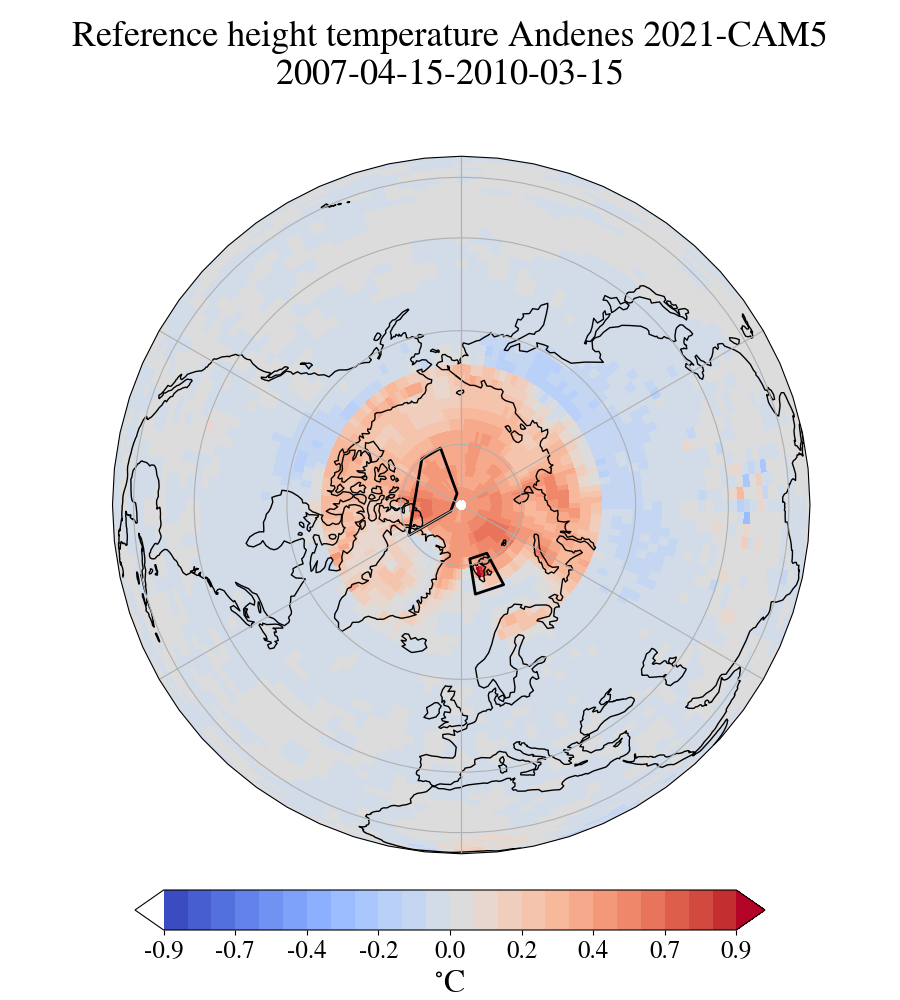 Reference height temperature Andenes 2021-CAM5
2007-04-15-2010-03-15
-0.9 -0.7 -0.4 -0.2 0.0 0.2 0.4 0.7 0.9
°C